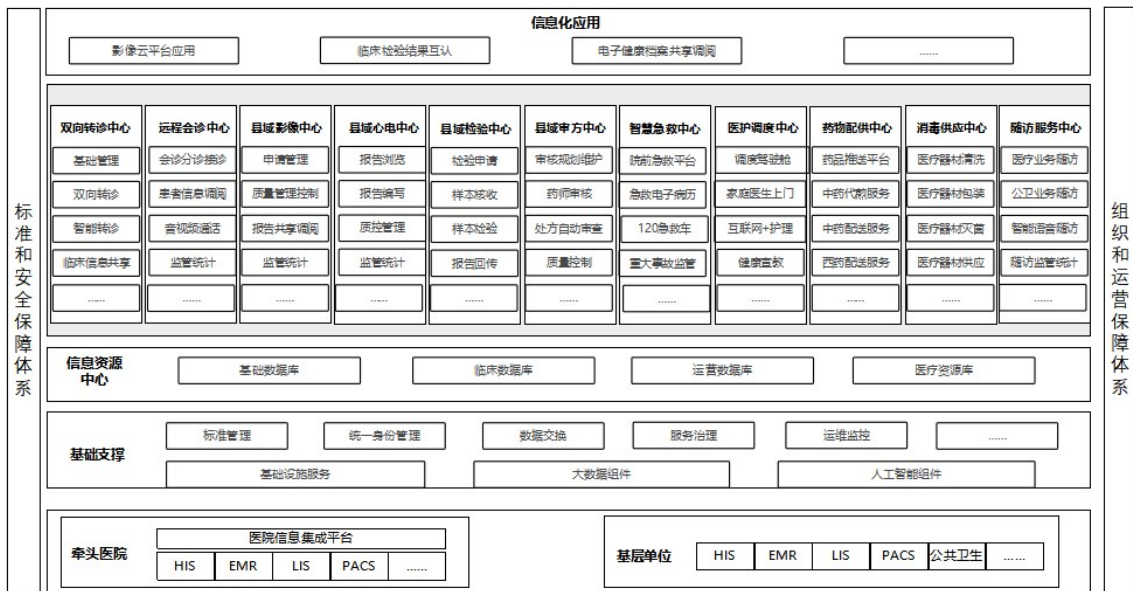 标准和安全保障体系
信息化应用
影像云平台应用
临床检验结果互认
电子健康档案共享调阅
......
双向转诊中心
基础管理
双向转诊
智能转诊
临床信息共享
......
远程会诊中心
会诊分诊接诊
患者信息调阅
音视频通话
监管统计
......
县域影像中心
申请管理
质量管理控制
报告共享调阅
监管统计
......
县域心电中心
报告浏览
报告编写
质控管理
监管统计
......
县域检验中心
检验申请
样本核收
样本检验
报告回传
......
县域审方中心
审核规划维护
药师审核
处方自动审查
质量控制
......
智慧急救中心
院前急救平台
急救电子病历
120急救车
重大事故监管
......
医护调度中心
调度驾驶舱
家庭医生上门
互联网+护理
健康宣教
......
药物配供中心
药品推送平台
中药代煎服务
中药配送服务
西药配送服务
......
消毒供应中心
医疗器材清洗
医疗器材包装
医疗器材灭菌
医疗器材供应
......
随访服务中心
医疗业务随访
公卫业务随访
智能语音随访
随访监管统计
......
信息资源
中心
基础数据库
临床数据库
运营数据库
医疗资源库
基础支撑
标准管理
统一身份管理
数据交换
服务治理
运维监控
......
基础设施服务
大数据组件
人工智能组件
牵头医院
医院信息集成平台
HIS
EMR
LIS
PACS
......
基层单位
HIS
EMR
LIS
PACS
公共卫生
......
组织和运营保障体系